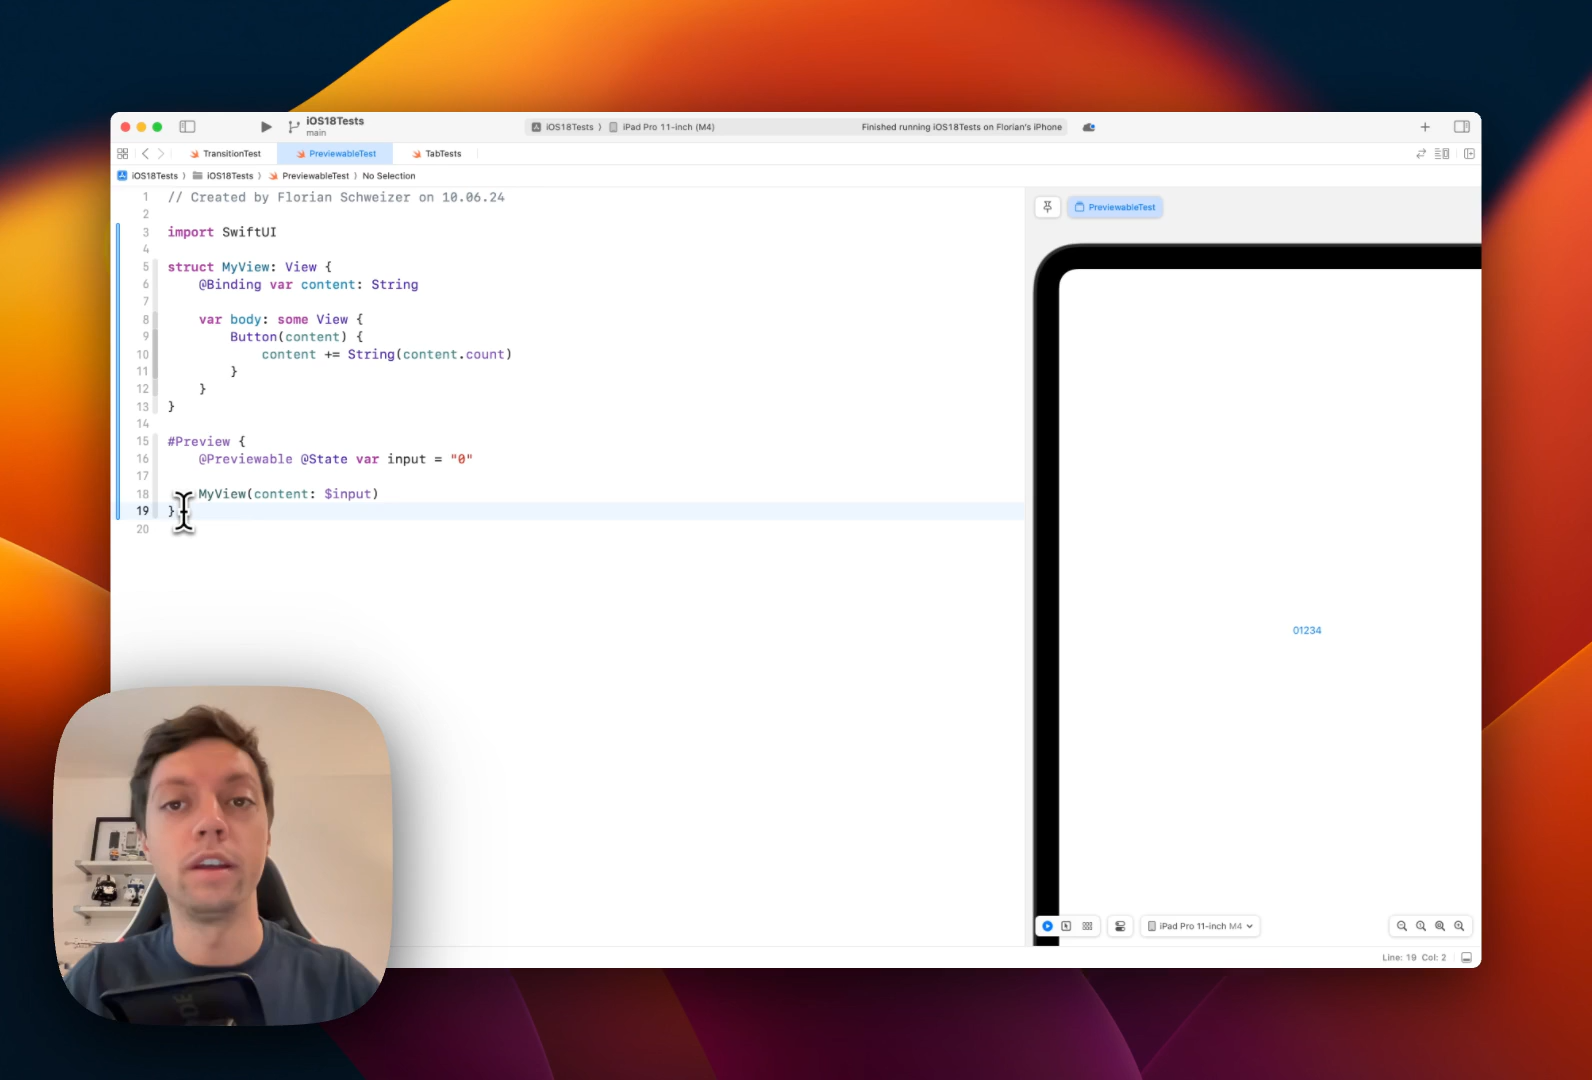 iOS18Tests
main
iOS18Tests
iPad Pro 11-inch (M4)
Finished running iOS18Tests on Florian's iPhone
TransitionTest
PreviewableTest
TabTests
iOS18Tests
iOS18Tests
PreviewableTest
No Selection
1 // Created by Florian Schweizer on 10.06.24
2
3 import SwiftUI
4
5 struct MyView: View {
6 @Binding var content: String
7
8 var body: some View {
9 Button(content) {
10 content += String(content.count)
11 }
12 }
13 }
14
15 #Preview {
16 @Previewable @State var input = "0"
17
18 MyView(content: $input)
19 }
20
PreviewableTest
01234
iPad Pro 11-inch M4
Line: 19 Col: 2